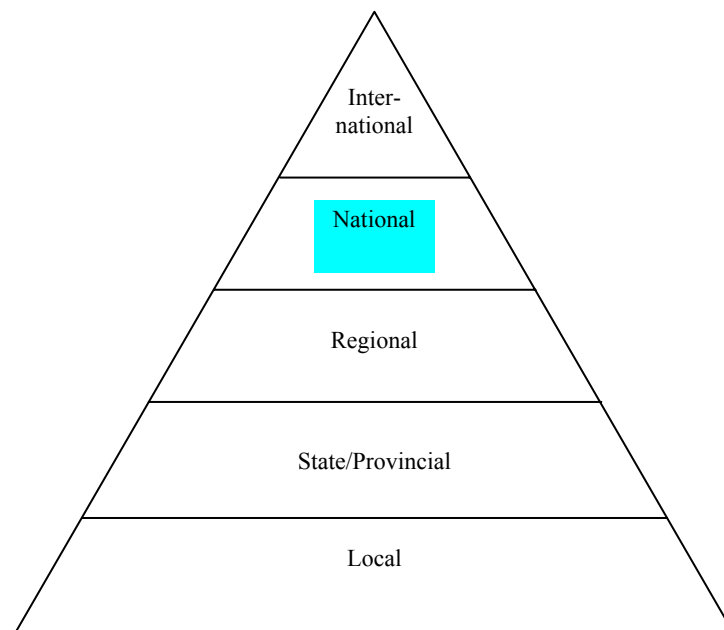 Inter-
national
National
Regional
State/Provincial
Local